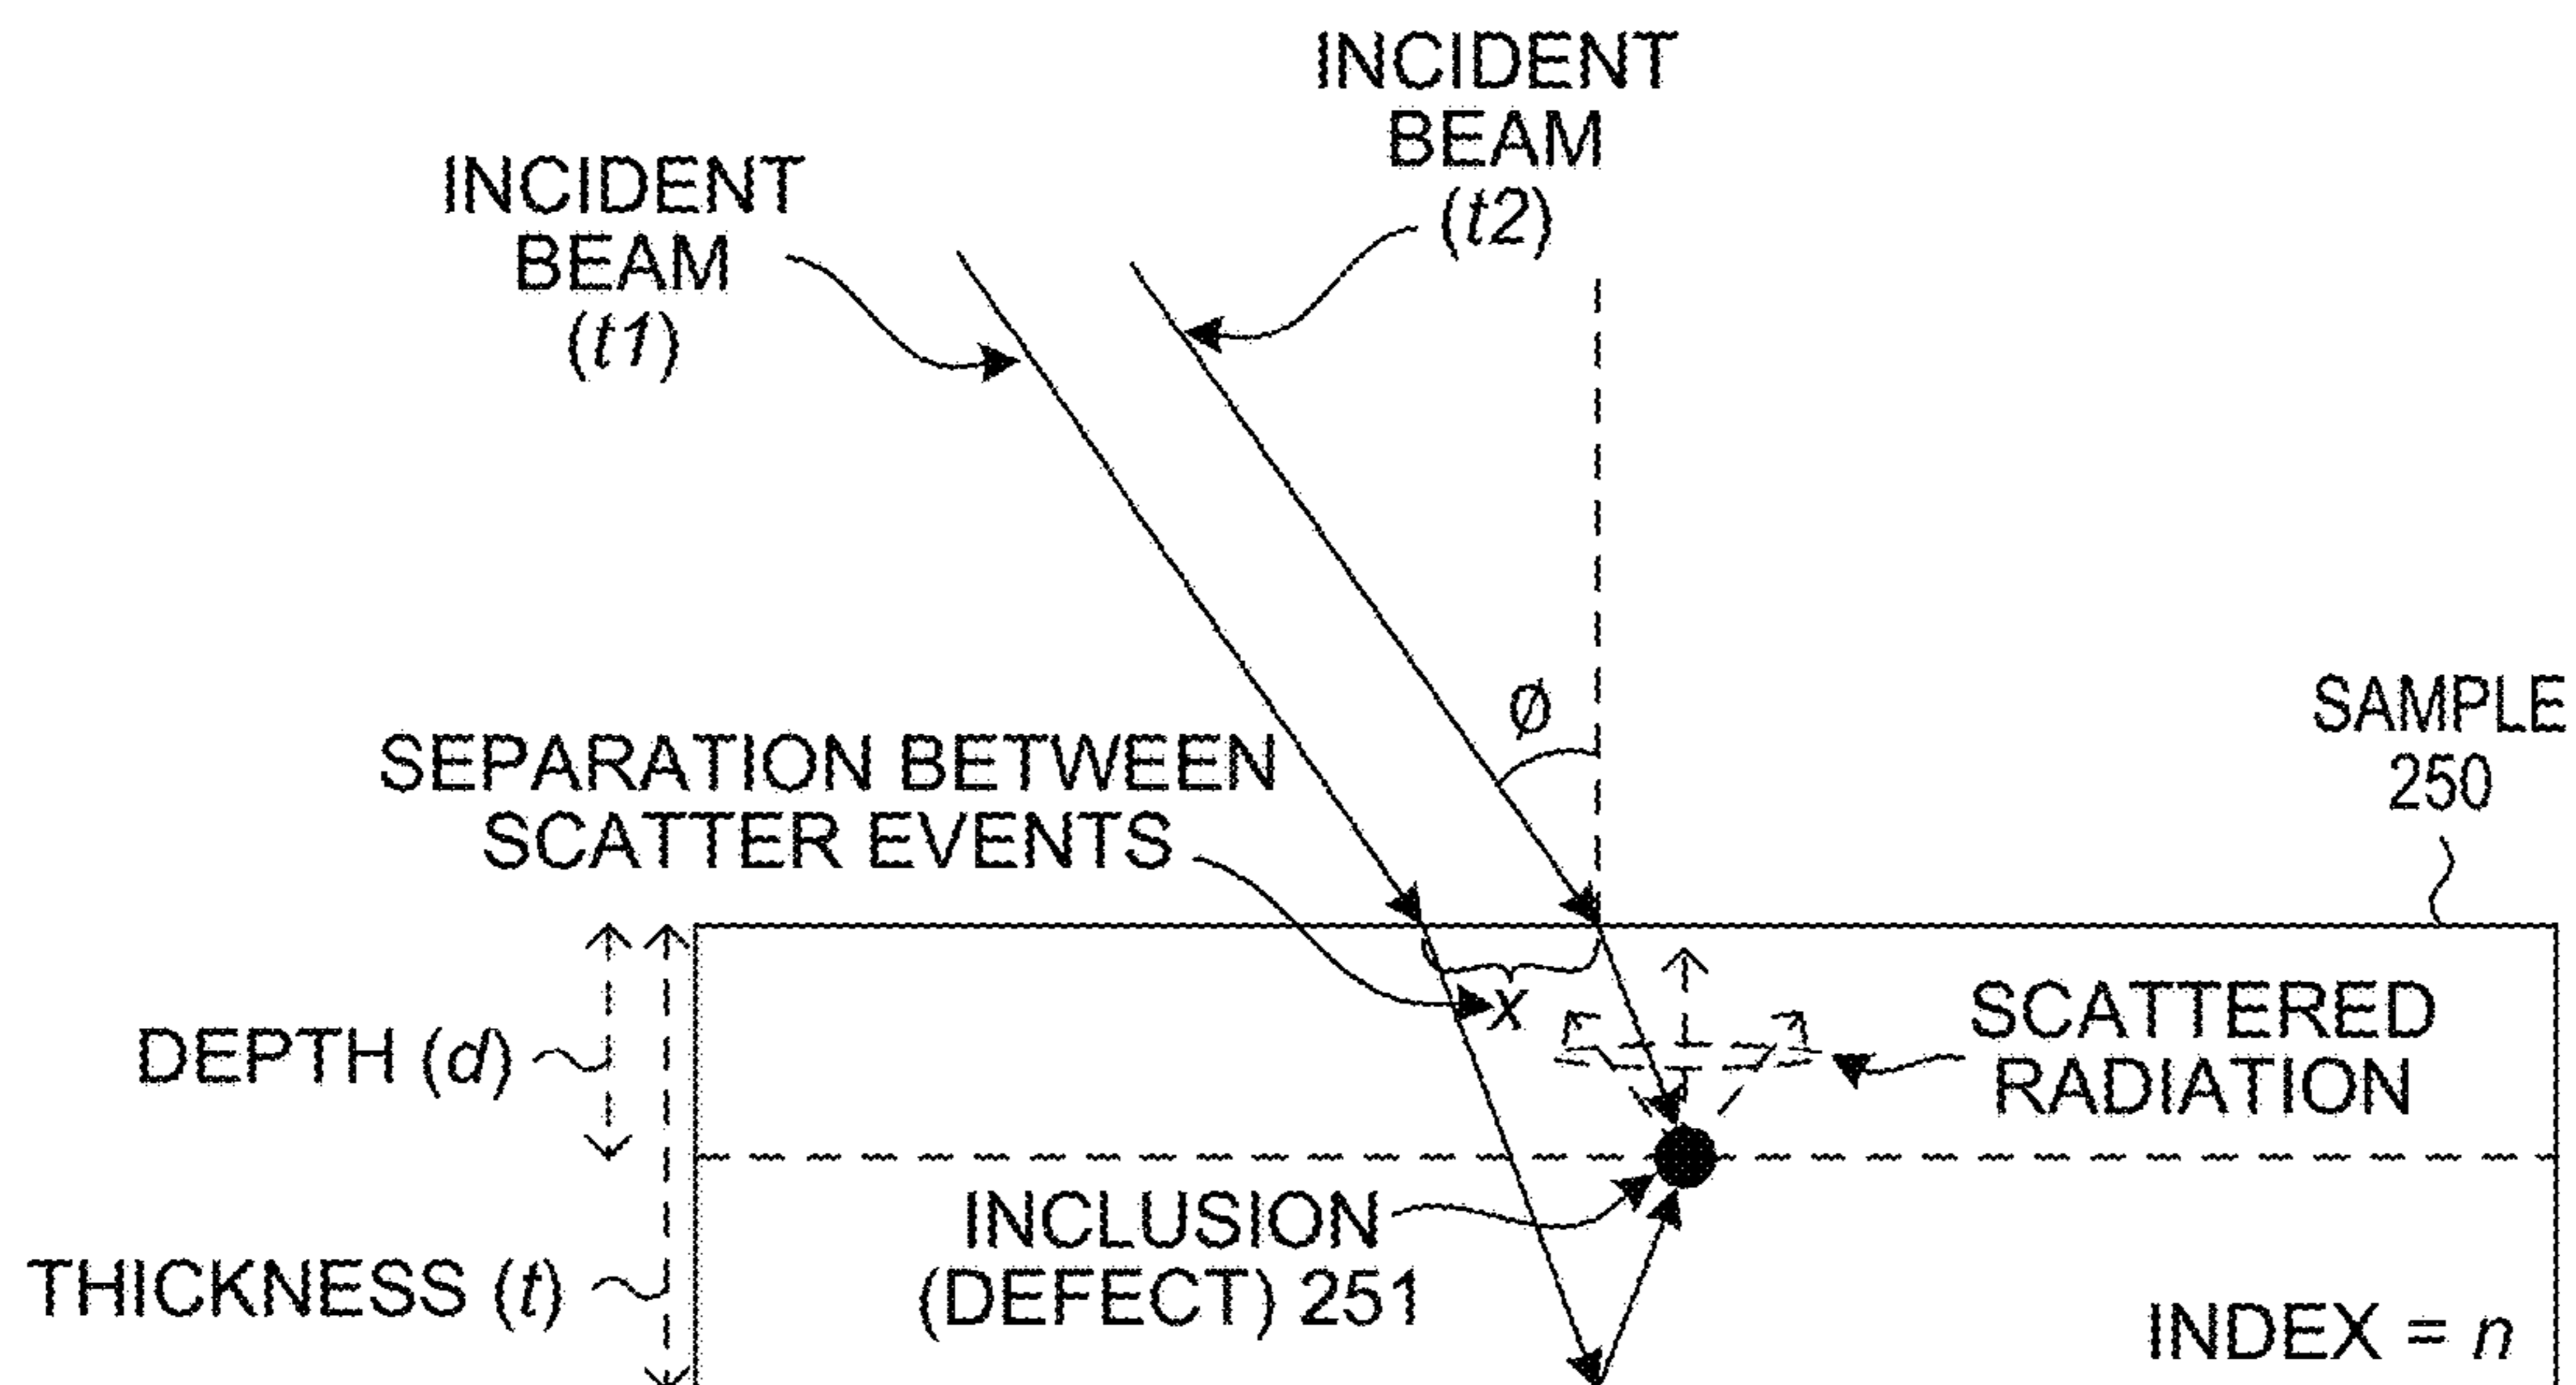 INCIDENT
BEAM
(t2)
INCIDENT
BEAM
(t1)
Ø
SAMPLE
250
SEPARATION BETWEEN
SCATTER EVENTS
x
DEPTH (d)
SCATTERED
RADIATION
INCLUSION
(DEFECT) 251
THICKNESS (t)
INDEX = n